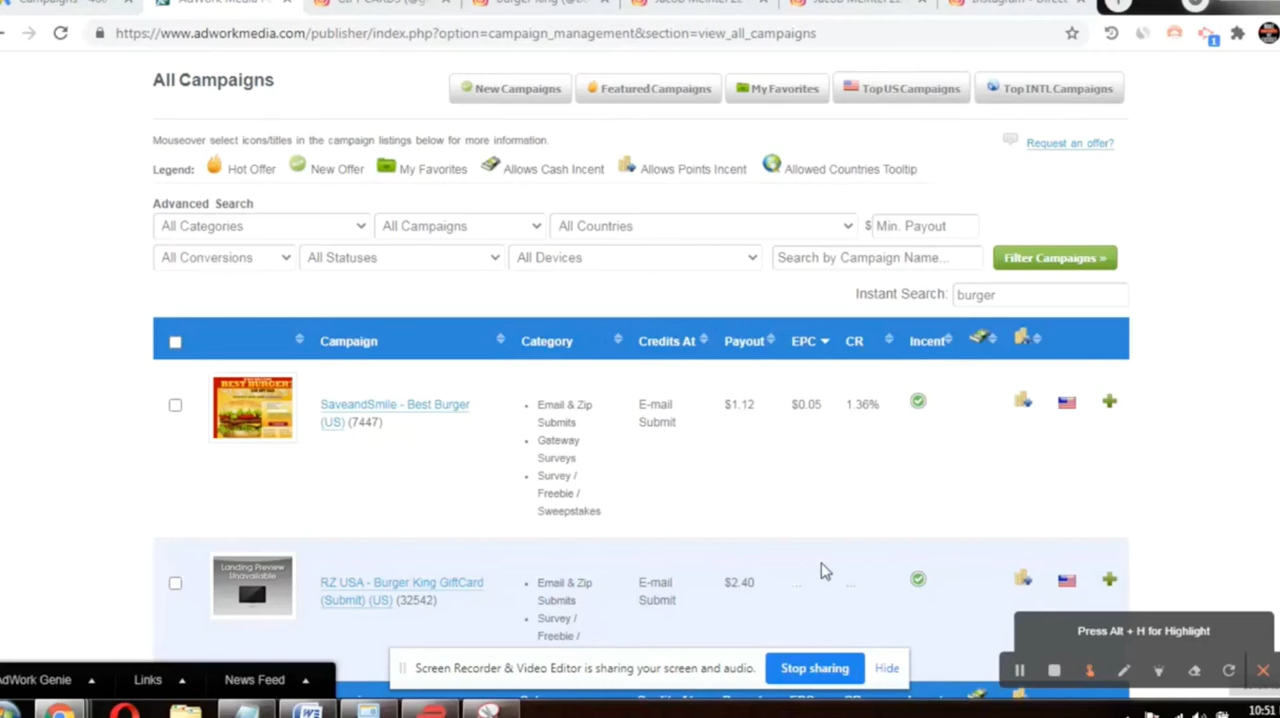 AdWork Media
https://www.adworkmedia.com/publisher/index.php?option=campaign_management&section=view_all_campaigns
1
All Campaigns
New Campaigns Featured Campaigns My Favorites Top US Campaigns Top INTL Campaigns
Mouseover select icons/titles in the campaign listings below for more information.
Request an offer?
Legend: Hot Offer New Offer My Favorites Allows Cash Incent Allows Points Incent Allowed Countries Tooltip
Advanced Search
All Categories All Campaigns All Countries $ Min. Payout
All Conversions All Statuses All Devices Search by Campaign Name... Filter Campaigns »
Instant Search: burger
Campaign Category Credits At Payout EPC CR Incent
BEST BURGER
SaveandSmile - Best Burger
(US) (7447)
• Email & Zip
Submits
• Gateway
Surveys
• Survey /
Freebie /
Sweepstakes
E-mail
Submit
$1.12 $0.05 1.36%
Landing Preview
Unavailable
RZ USA - Burger King GiftCard
(Submit) (US) (32542)
• Email & Zip
Submits
• Survey /
Freebie /
E-mail
Submit
$2.40 ... ...
Press Alt + H for Highlight
Screen Recorder & Video Editor is sharing your screen and audio. Stop sharing Hide
AdWork Genie Links News Feed
10:51